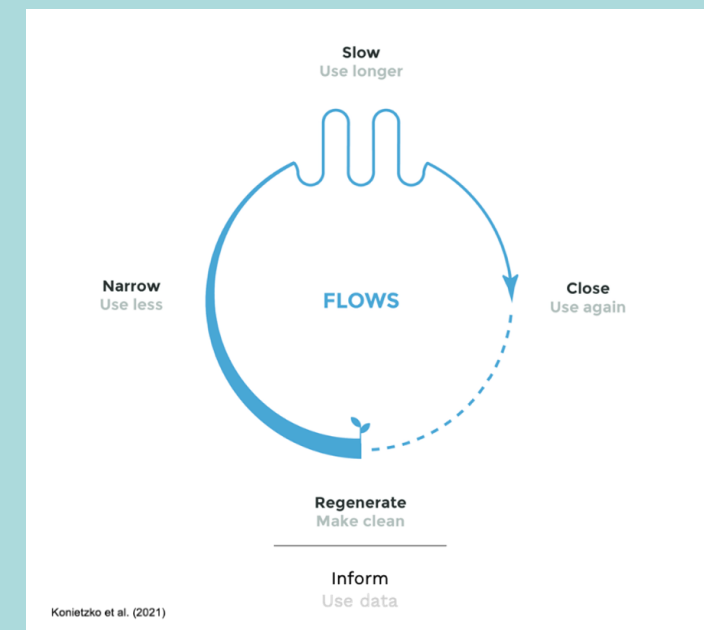 Slow
Use longer
Narrow
Use less
FLOWS
Close
Use again
Regenerate
Make clean
Inform
Use data
Konietzko et al. (2021)